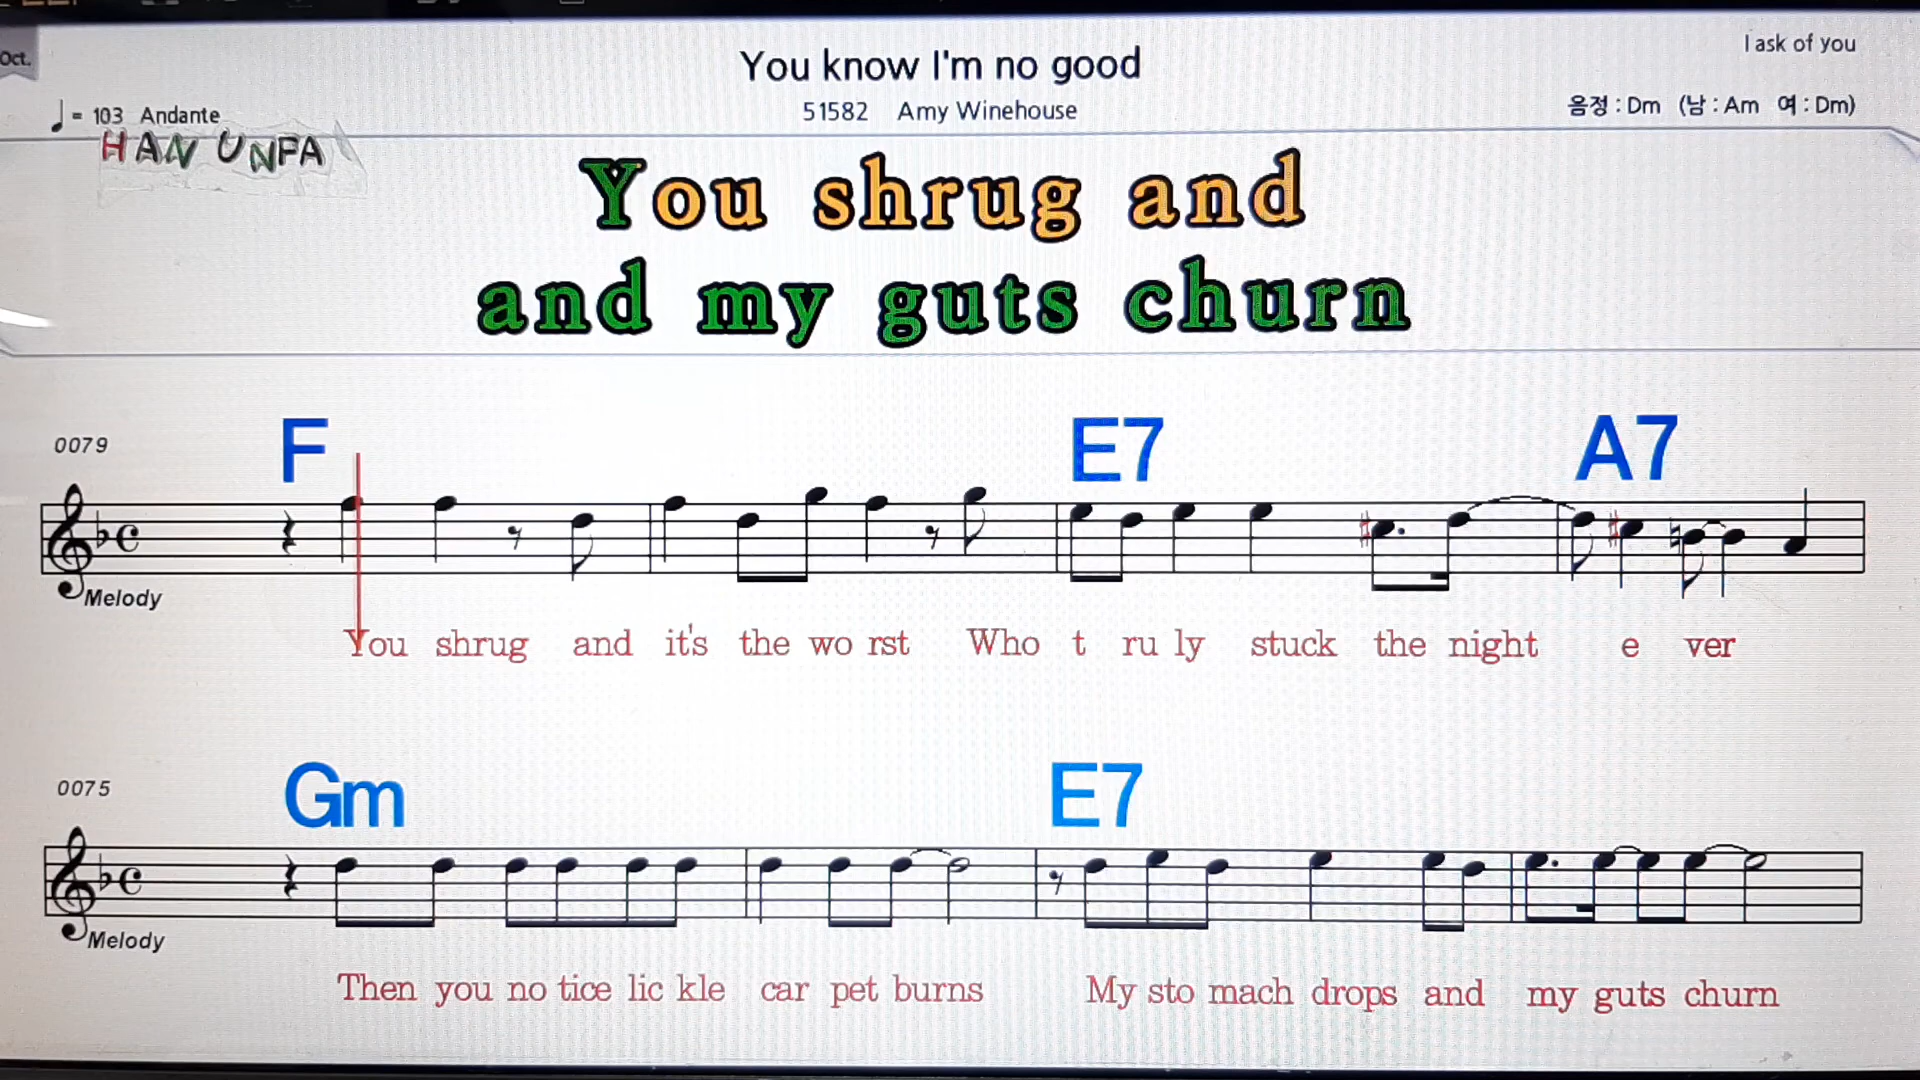 Oct.
You know I'm no good
I ask of you
= 103 Andante
51582 Amy Winehouse
음정 : Dm (남 : Am 여 : Dm)
HAN UNFA
You shrug and
and my guts churn
0079
F E7 A7
Melody
You shrug and it's the wo rst Who t ru ly stuck the night e ver
0075
Gm E7
Melody
Then you no tice lic kle car pet burns My sto mach drops and my guts churn